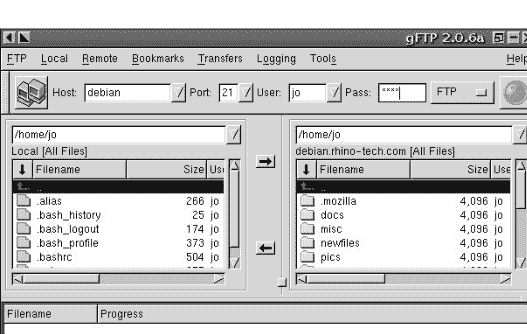 gFTP 2.0.6a
FTP Local Remote Bookmarks Transfers Logging Tools Help
Host: debian Port: 21 User: jo Pass: **** FTP
/home/jo
Local [All Files]
Filename Size
..
.alias 266 jo
.bash_history 25 jo
.bash_logout 174 jo
.bash_profile 373 jo
.bashrc 504 jo
/home/jo
debian.rhino-tech.com [All Files]
Filename Size Use
..
.mozilla 4,096 jo
docs 4,096 jo
misc 4,096 jo
newfiles 4,096 jo
pics 4,096 jo
Filename Progress